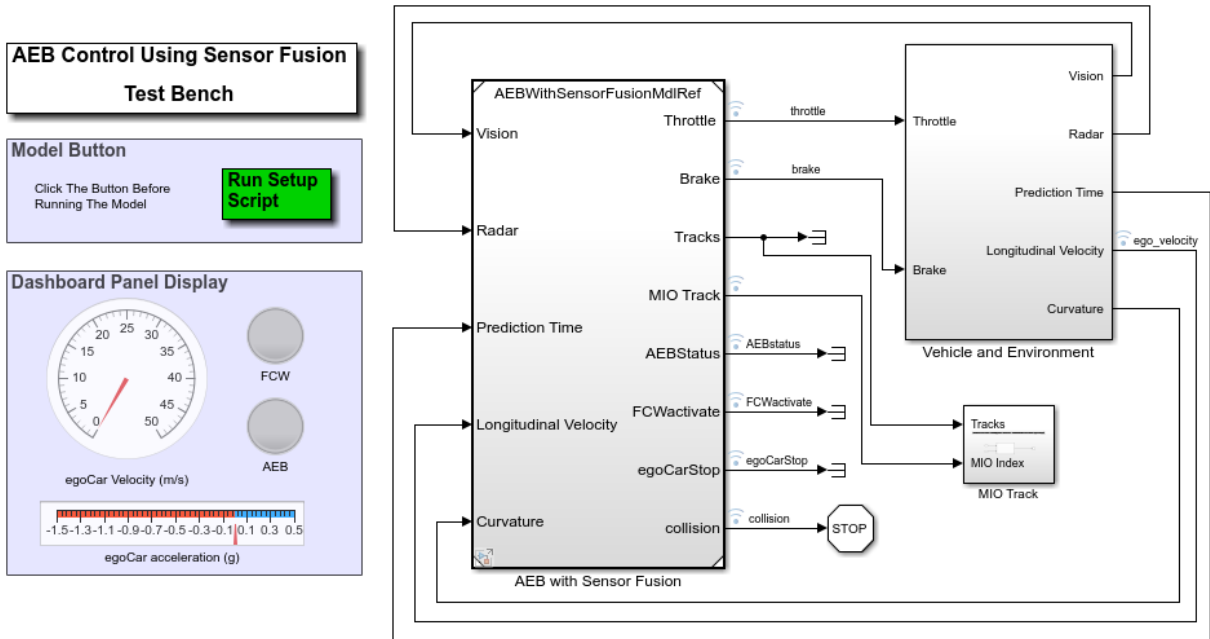 AEB Control Using Sensor Fusion
Test Bench
Model Button
Click The Button Before
Running The Model
Run Setup
Script
Dashboard Panel Display
0
5
10
15
20
25
30
35
40
45
50
FCW
AEB
egoCar Velocity (m/s)
-1.5 -1.3 -1.1 -0.9 -0.7 -0.5 -0.3 -0.1 0.1 0.3 0.5
egoCar acceleration (g)
AEBWithSensorFusionMdlRef
Vision
Radar
Prediction Time
Longitudinal Velocity
Curvature
Throttle
Brake
Tracks
MIO Track
AEBStatus
FCWactivate
egoCarStop
collision
AEB with Sensor Fusion
throttle
brake
AEBstatus
FCWactivate
egoCarStop
collision
STOP
Throttle
Brake
Vision
Radar
Prediction Time
Longitudinal Velocity
Curvature
Vehicle and Environment
ego_velocity
Tracks
MIO Index
MIO Track